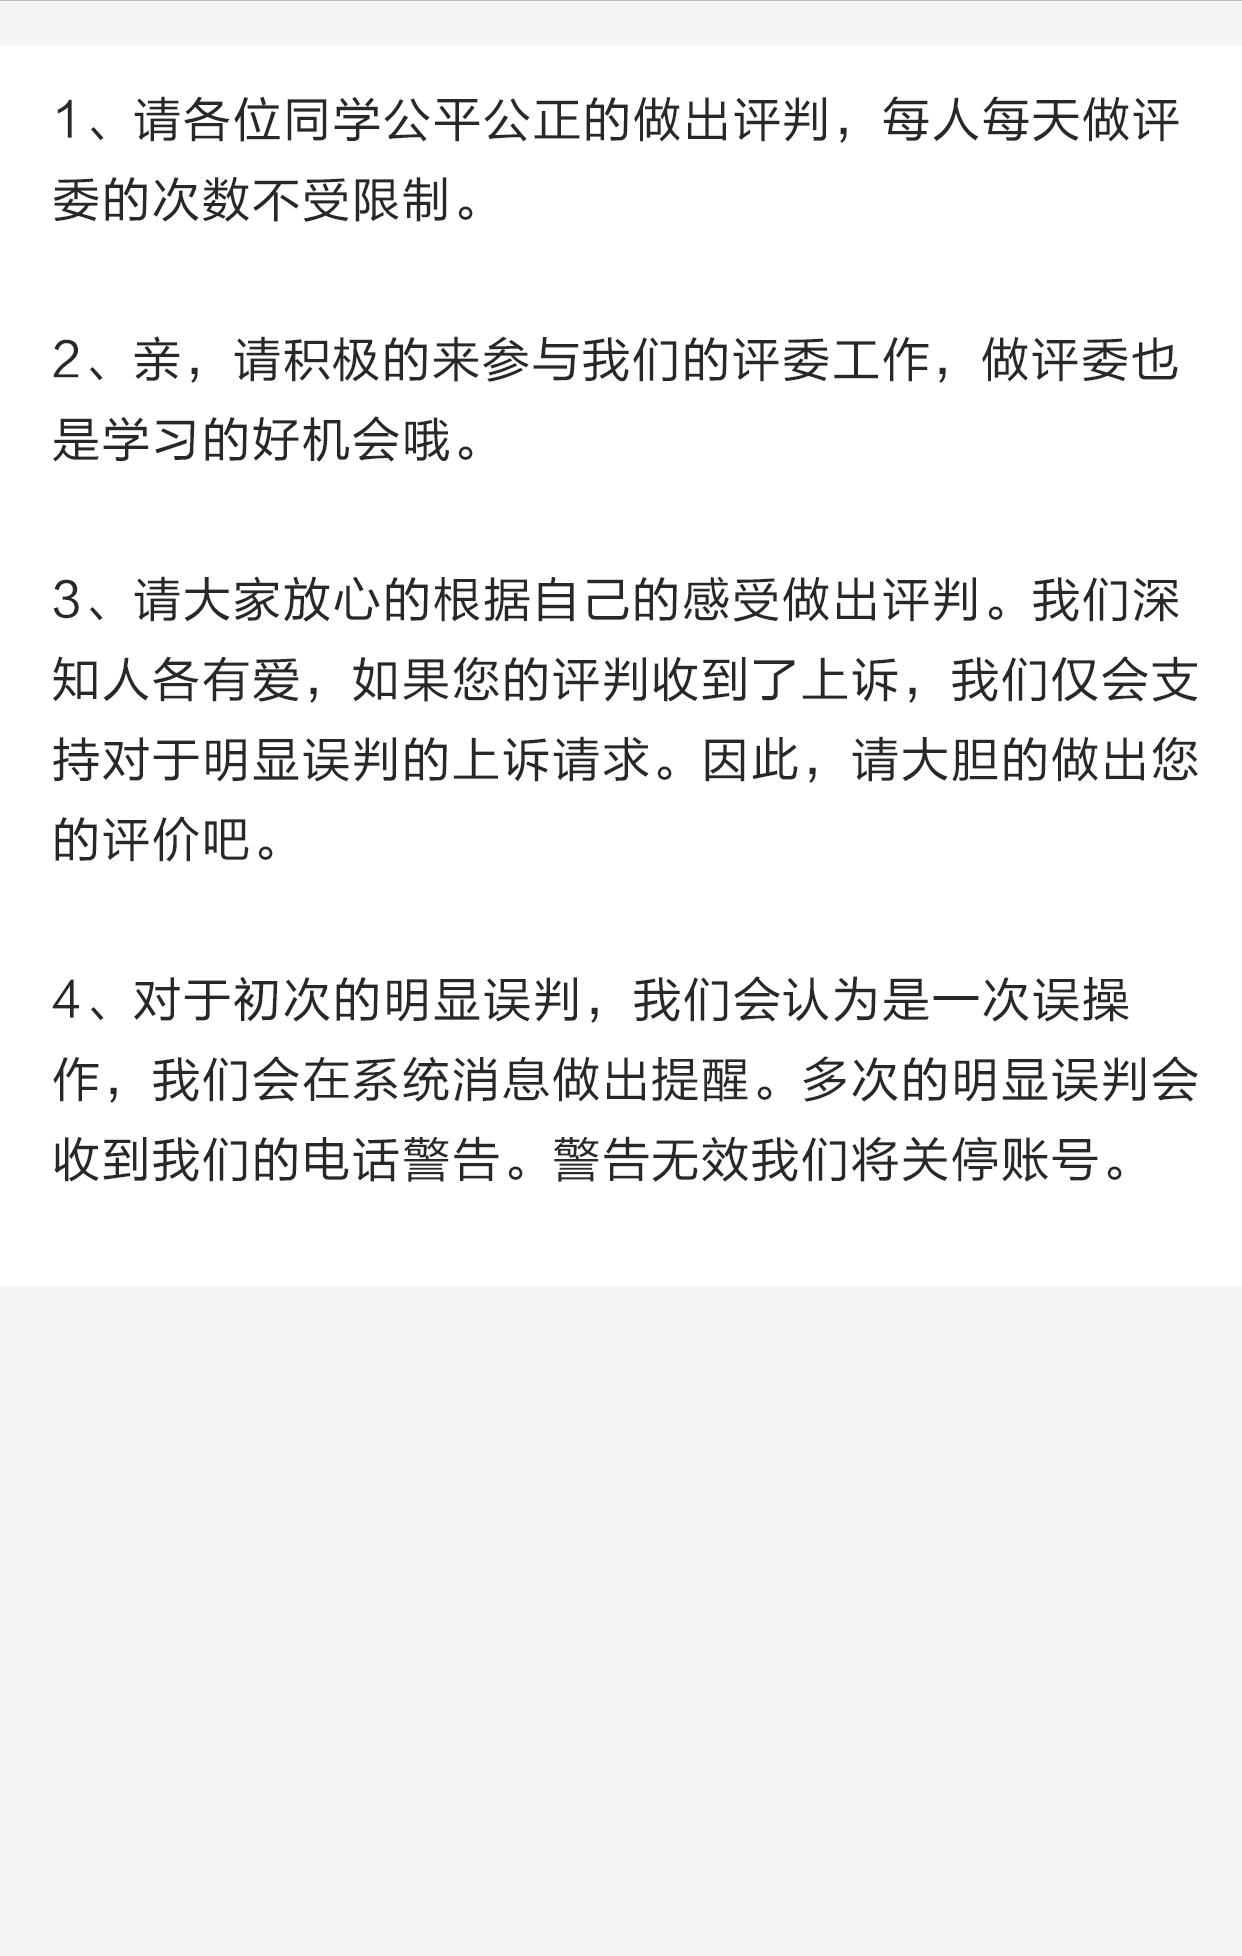 1、请各位同学公平公正的做出评判，每人每天做评
委的次数不受限制。
2、亲，请积极的来参与我们的评委工作，做评委也
是学习的好机会哦。
3、请大家放心的根据自己的感受做出评判。我们深
知人各有爱，如果您的评判收到了上诉，我们仅会支
持对于明显误判的上诉请求。因此，请大胆的做出您
的评价吧。
4、对于初次的明显误判，我们会认为是一次误操
作，我们会在系统消息做出提醒。多次的明显误判会
收到我们的电话警告。警告无效我们将关停账号。